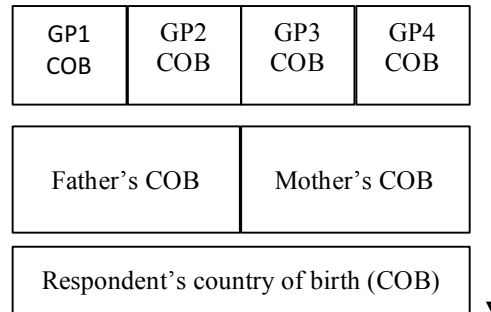 GP1 GP2 GP3 GP4
COB COB COB COB
Father’s COB Mother’s COB
Respondent’s country of birth (COB)